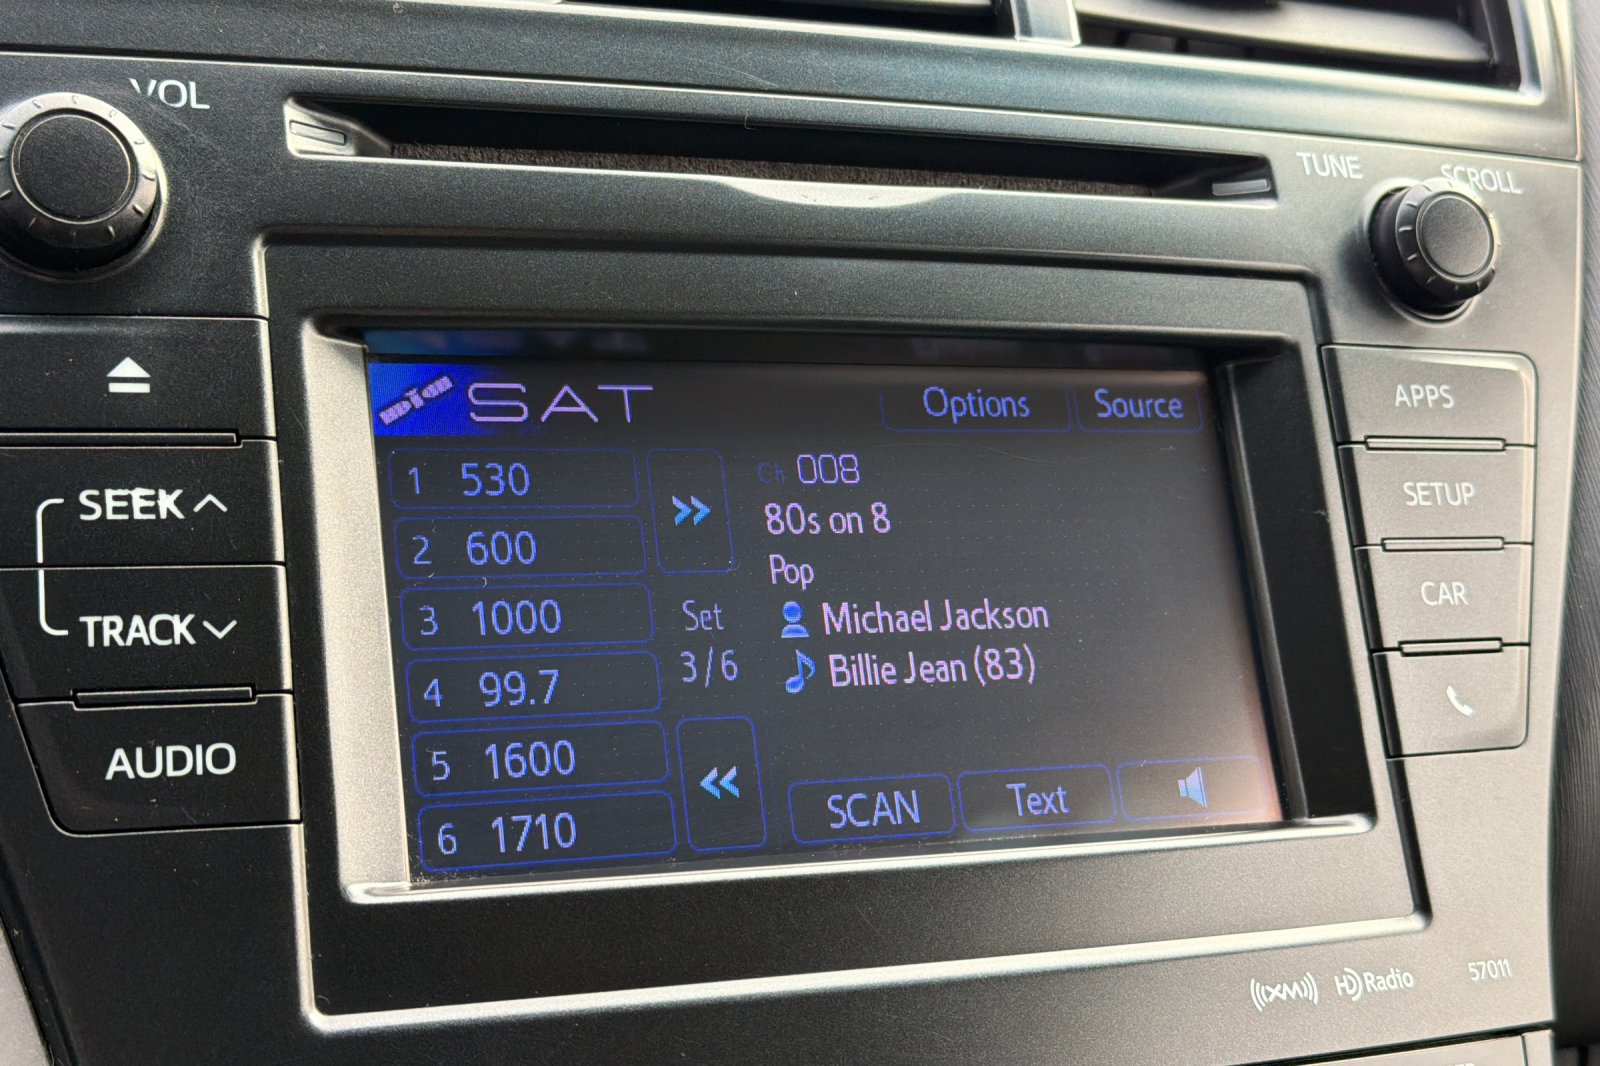 VOL
TUNE
SCROLL
SEEK
TRACK
AUDIO
SAT
Options
Source
1 530
2 600
3 1000
4 99.7
5 1600
6 1710
>>
Set
3/6
<<
Ch 008
80s on 8
Pop
Michael Jackson
Billie Jean (83)
SCAN
Text
APPS
SETUP
CAR
((XM))
HD Radio
57011